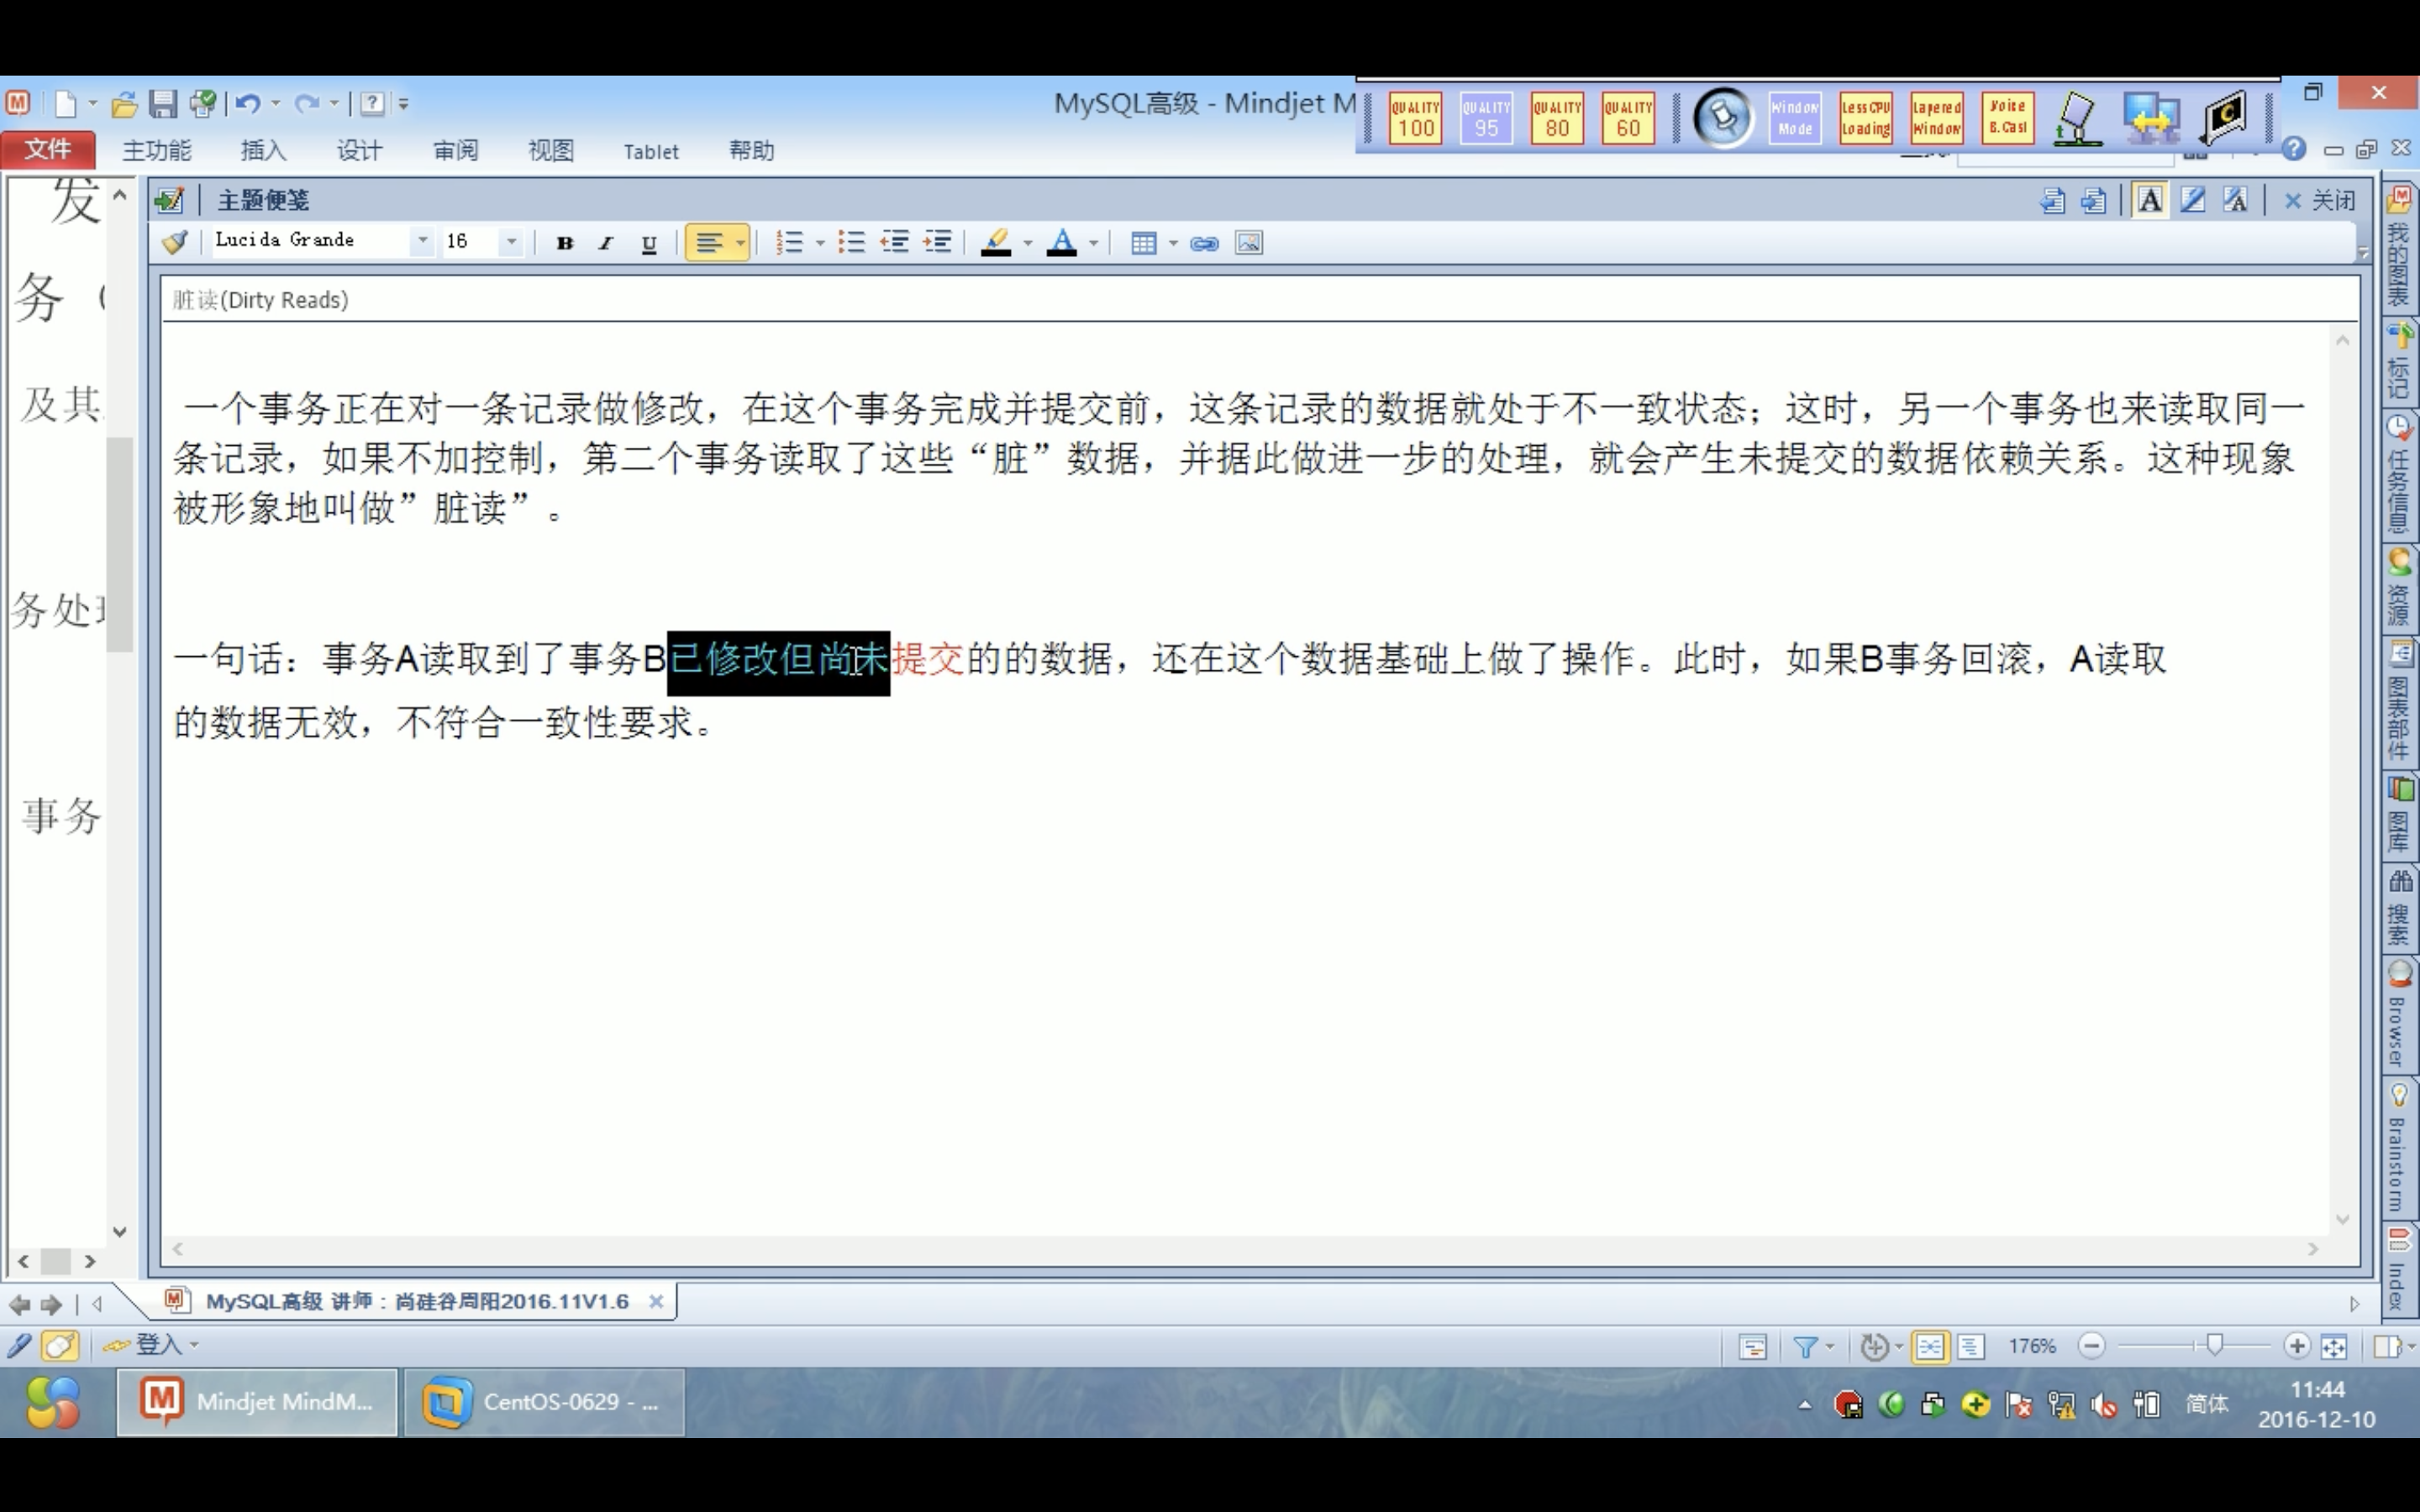 MySQL高级 - Mindjet M
QUALITY 100
QUALITY 95
QUALITY 80
QUALITY 60
Window Mode
Less CPU Loading
Layered Window
文件 主功能 插入 设计 审阅 视图 Tablet 帮助
主题便笺
关闭
Lucida Grande 16 B I U
脏读(Dirty Reads)
一个事务正在对一条记录做修改，在这个事务完成并提交前，这条记录的数据就处于不一致状态；这时，另一个事务也来读取同一
条记录，如果不加控制，第二个事务读取了这些“脏”数据，并据此做进一步的处理，就会产生未提交的数据依赖关系。这种现象
被形象地叫做”脏读”。
一句话：事务A读取到了事务B已修改但尚未提交的的数据，还在这个数据基础上做了操作。此时，如果B事务回滚，A读取
的数据无效，不符合一致性要求。
发
务（
及其
务处
事务
我的图表
标记
任务信息
资源
图表部件
图库
搜索
Browser
Brainstorm
Index
MySQL高级 讲师：尚硅谷周阳2016.11V1.6
登入
176%
Mindjet MindM...
CentOS-0629 - ...
简体
11:44
2016-12-10